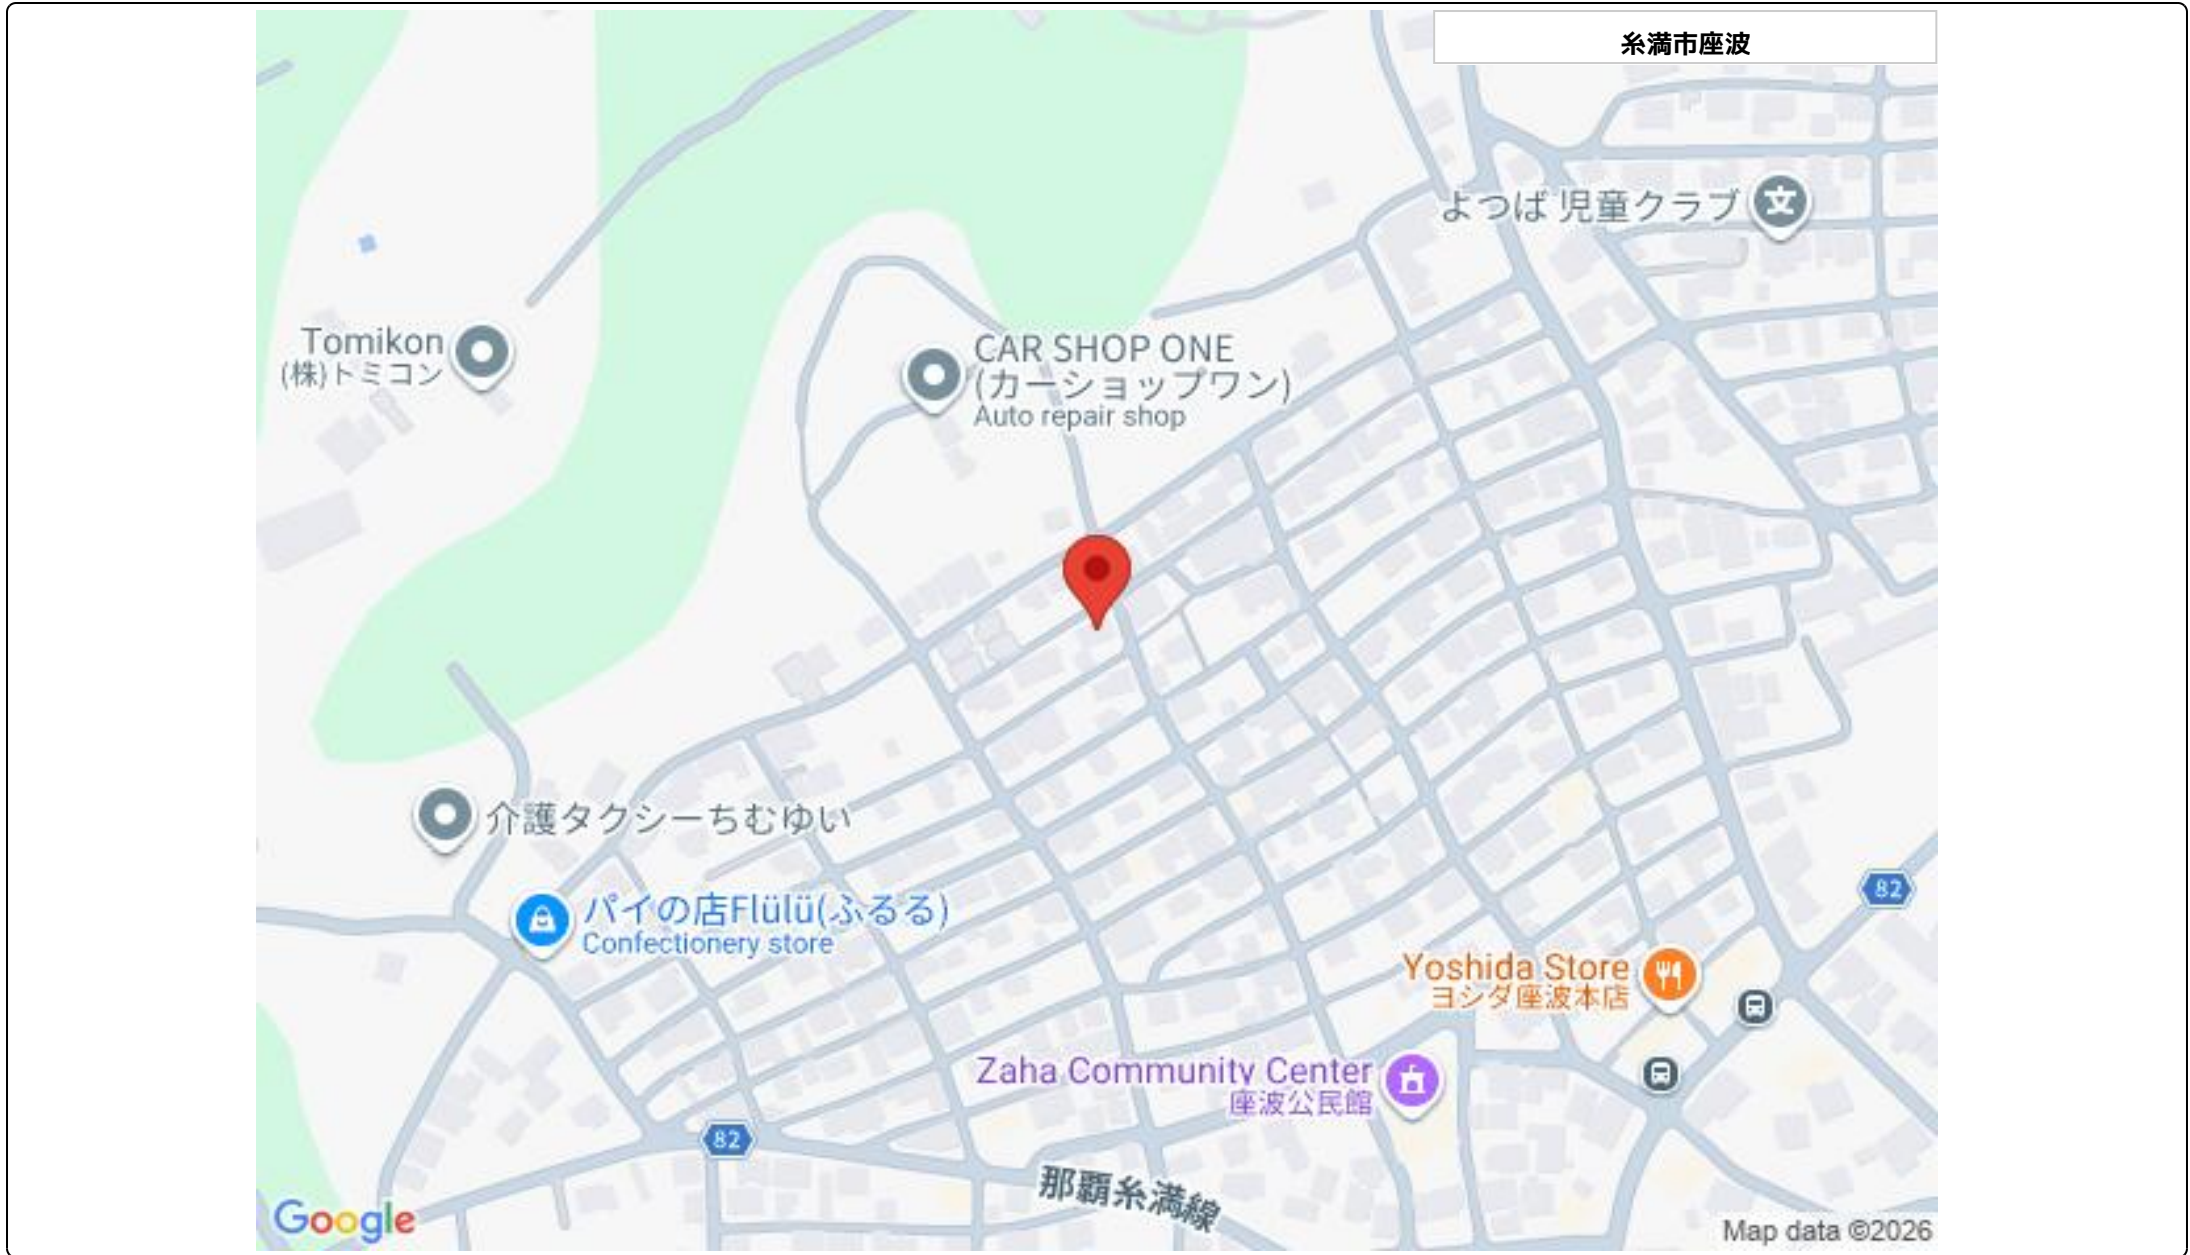 糸満市座波
よつば 児童クラブ
Tomikon
(株)トミコン
CAR SHOP ONE
(カーショップワン)
Auto repair shop
介護タクシーちむゆい
パイの店Flülü(ふるる)
Confectionery store
82
Yoshida Store
ヨシダ座波本店
Zaha Community Center
座波公民館
82
那覇糸満線
Google
Map data ©2026